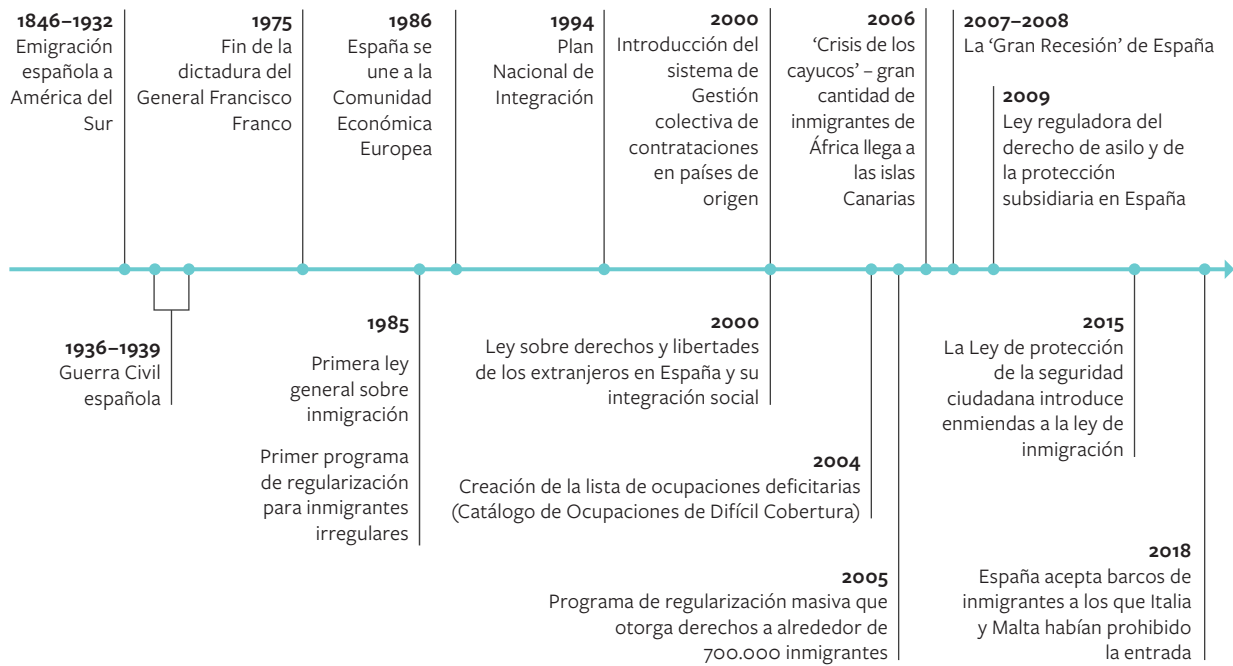 1846–1932
Emigración
española a
América del
Sur
1975
Fin de la
dictadura del
General Francisco
Franco
1986
España se
une a la
Comunidad
Económica
Europea
1994
Plan
Nacional de
Integración
2000
Introducción del
sistema de
Gestión
colectiva de
contrataciones
en países de
origen
2006
‘Crisis de los
cayucos’ – gran
cantidad de
inmigrantes de
África llega a
las islas
Canarias
2007–2008
La ‘Gran Recesión’ de España
2009
Ley reguladora del
derecho de asilo y de
la protección
subsidiaria en España
1936–1939
Guerra Civil
española
1985
Primera ley
general sobre
inmigración
Primer programa
de regularización
para inmigrantes
irregulares
2000
Ley sobre derechos y libertades
de los extranjeros en España y su
integración social
2004
Creación de la lista de ocupaciones deficitarias
(Catálogo de Ocupaciones de Difícil Cobertura)
2005
Programa de regularización masiva que
otorga derechos a alrededor de
700.000 inmigrantes
2015
La Ley de protección
de la seguridad
ciudadana introduce
enmiendas a la ley de
inmigración
2018
España acepta barcos de
inmigrantes a los que Italia
y Malta habían prohibido
la entrada